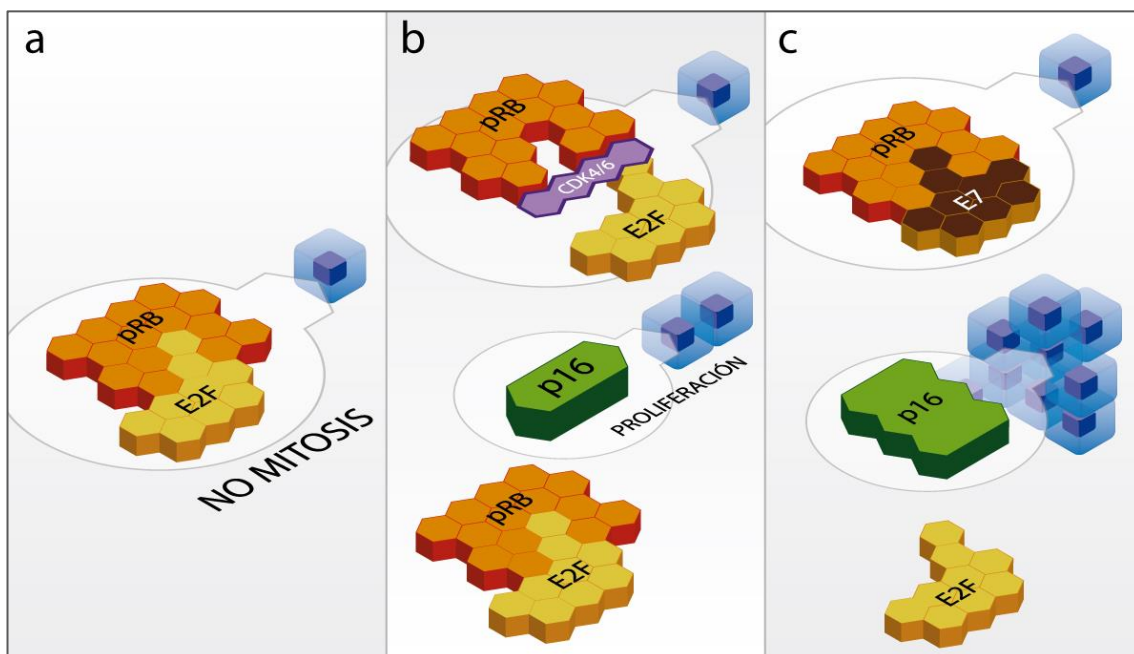 a
pRB
E2F
NO MITOSIS
b
pRB
CDK4/6
E2F
p16
PROLIFERACIÓN
pRB
E2F
c
pRB
E7
p16
E2F